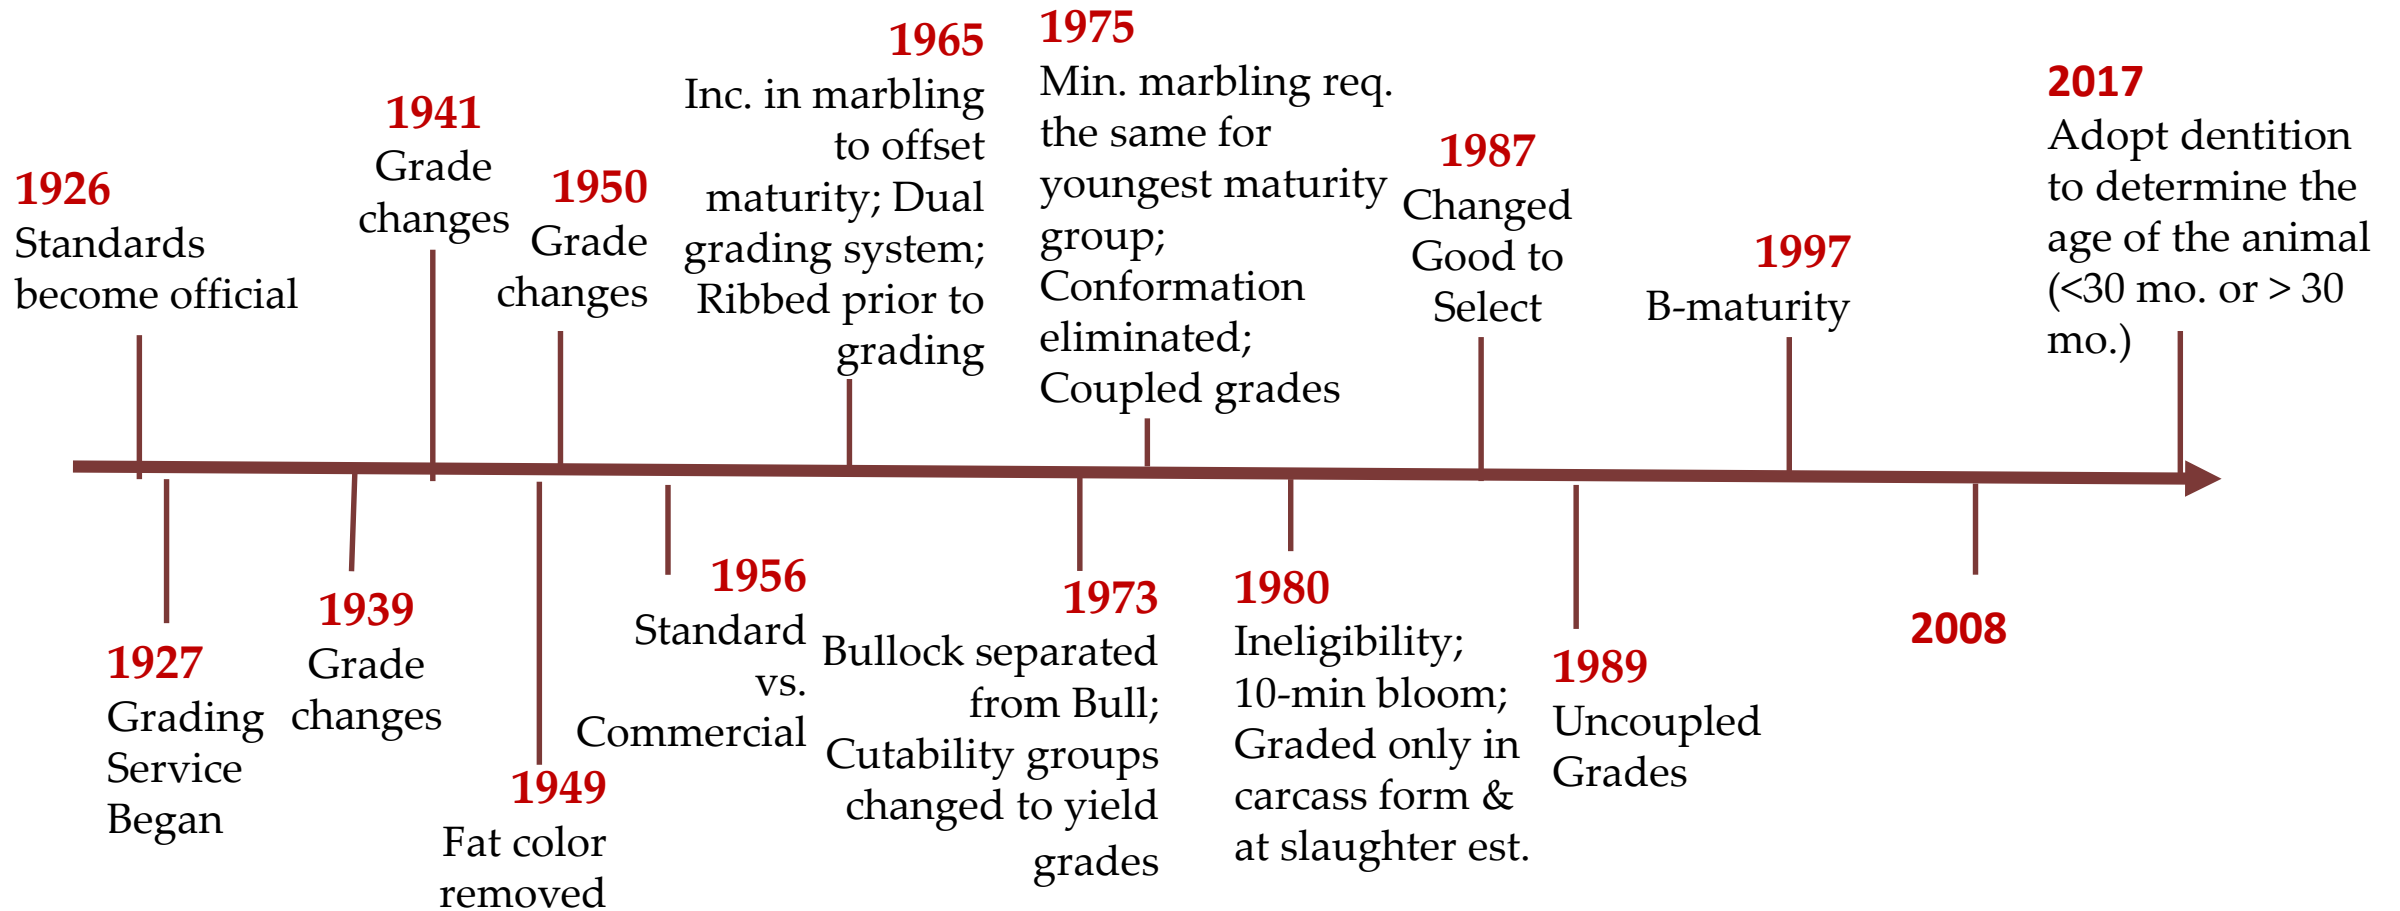 1926
Standards
become official
1927
Grading
Service
Began
1939
Grade
changes
1941
Grade
changes
1949
Fat color
removed
1950
Grade
changes
1956
Standard
vs.
Commercial
1965
Inc. in marbling
to offset
maturity; Dual
grading system;
Ribbed prior to
grading
1973
Bullock separated
from Bull;
Cutability groups
changed to yield
grades
1975
Min. marbling req.
the same for
youngest maturity
group;
Conformation
eliminated;
Coupled grades
1980
Ineligibility;
10-min bloom;
Graded only in
carcass form &
at slaughter est.
1987
Changed
Good to
Select
1989
Uncoupled
Grades
1997
B-maturity
2008
2017
Adopt dentition
to determine the
age of the animal
(<30 mo. or > 30
mo.)